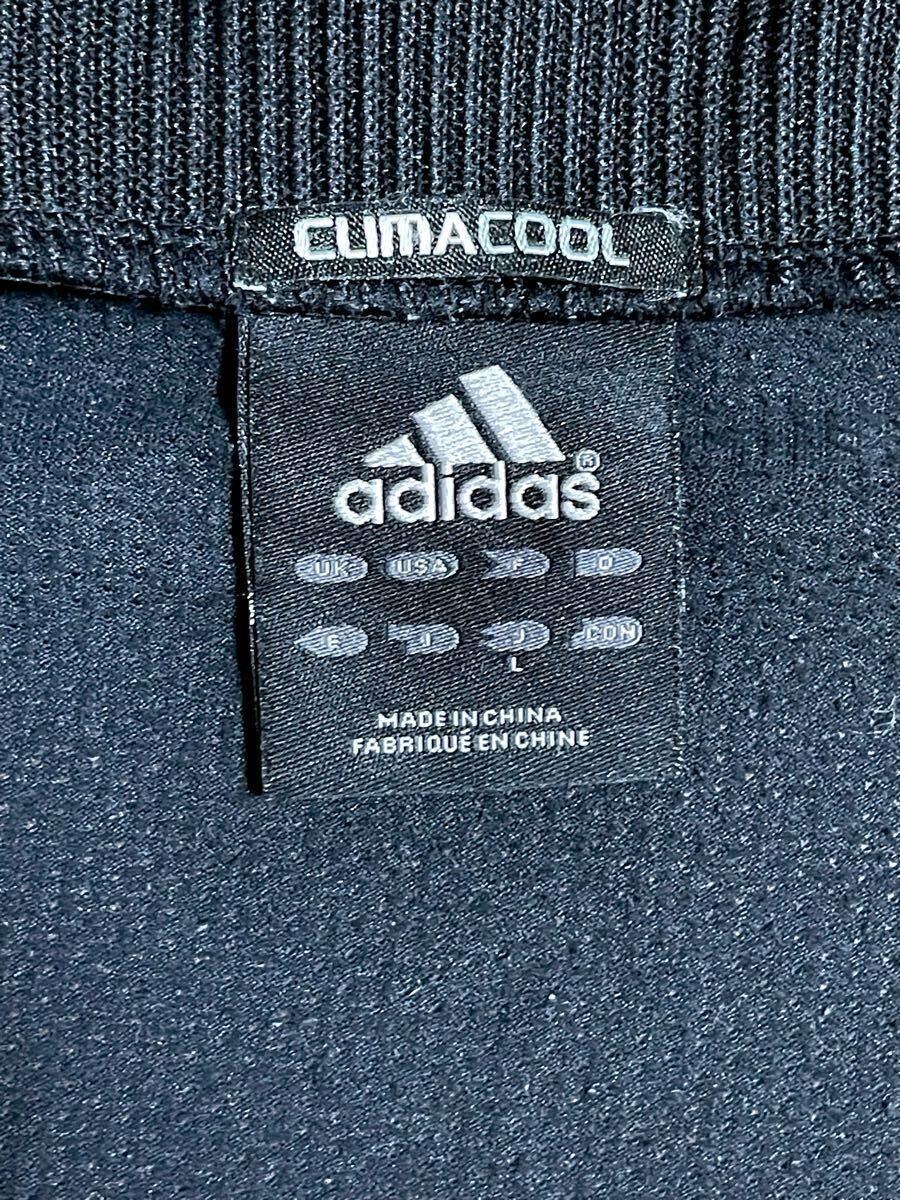 CLIMACOOL
adidas®
UK USA F D
E I J CON
L
MADE IN CHINA
FABRIQUÉ EN CHINE